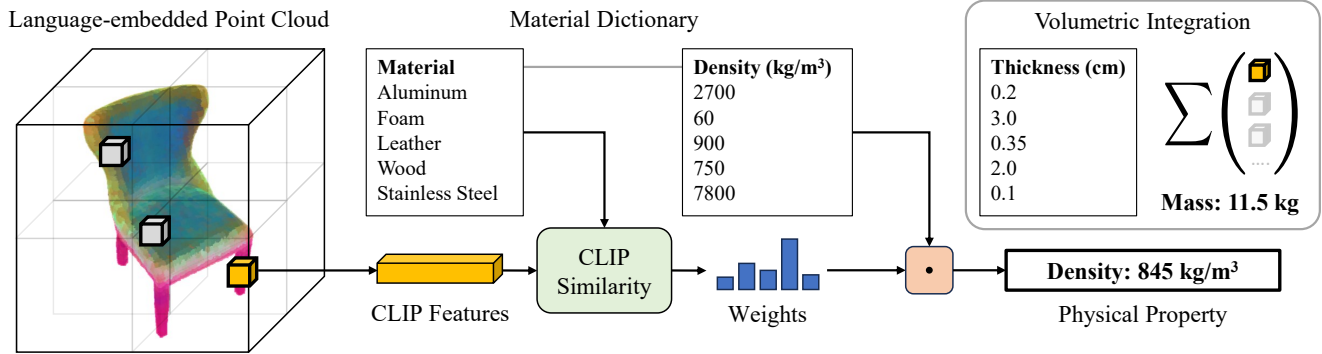 Language-embedded Point Cloud
Material Dictionary
Volumetric Integration
Material
Aluminum
Foam
Leather
Wood
Stainless Steel
Density (kg/m³)
2700
60
900
750
7800
Thickness (cm)
0.2
3.0
0.35
2.0
0.1
∑
....
Mass: 11.5 kg
CLIP Features
CLIP
Similarity
Weights
·
Density: 845 kg/m³
Physical Property